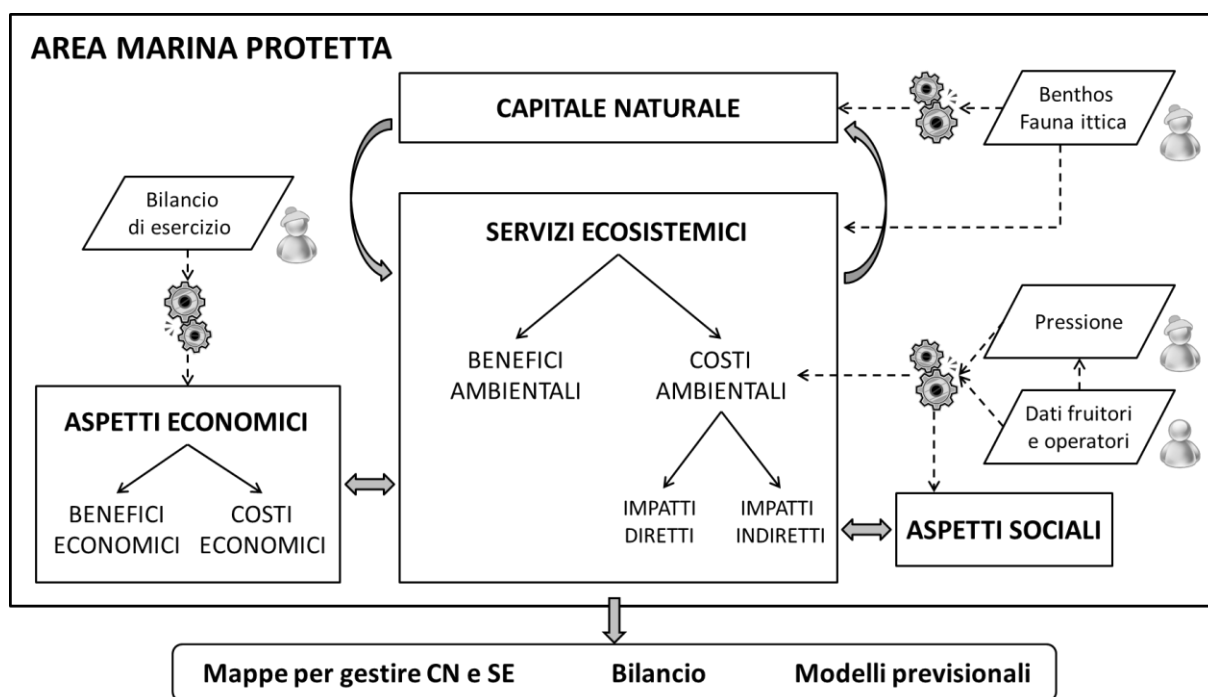 AREA MARINA PROTETTA
CAPITALE NATURALE
Benthos
Fauna ittica
Bilancio
di esercizio
SERVIZI ECOSISTEMICI
BENEFICI
AMBIENTALI
COSTI
AMBIENTALI
Pressione
Dati fruitori
e operatori
ASPETTI ECONOMICI
BENEFICI
ECONOMICI
COSTI
ECONOMICI
IMPATTI
DIRETTI
IMPATTI
INDIRETTI
ASPETTI SOCIALI
Mappe per gestire CN e SE
Bilancio
Modelli previsionali